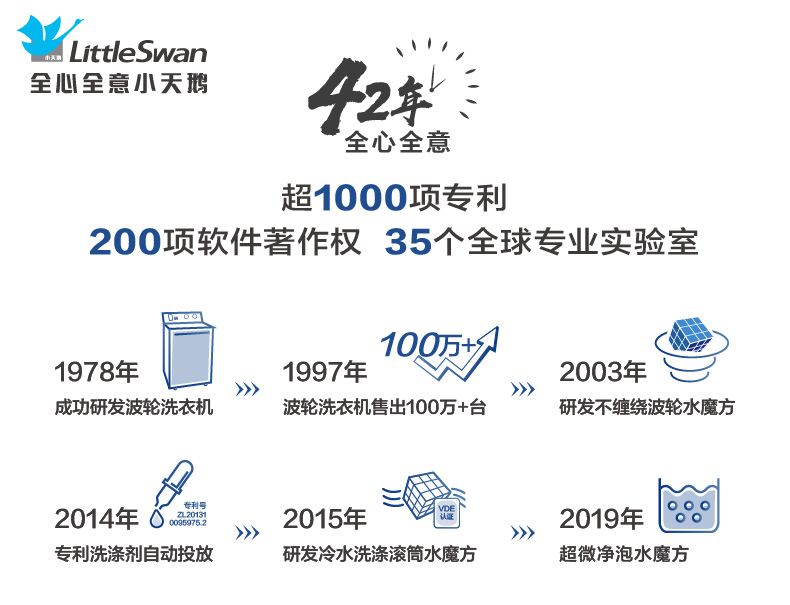 小天鹅
LittleSwan
全心全意小天鹅
42年
全心全意
超1000项专利
200项软件著作权 35个全球专业实验室
1978年
成功研发波轮洗衣机
100万+
1997年
波轮洗衣机售出100万+台
2003年
研发不缠绕波轮水魔方
专利号
ZL20131
0095975.2
2014年
专利洗涤剂自动投放
VDE
认证
2015年
研发冷水洗涤滚筒水魔方
2019年
超微净泡水魔方